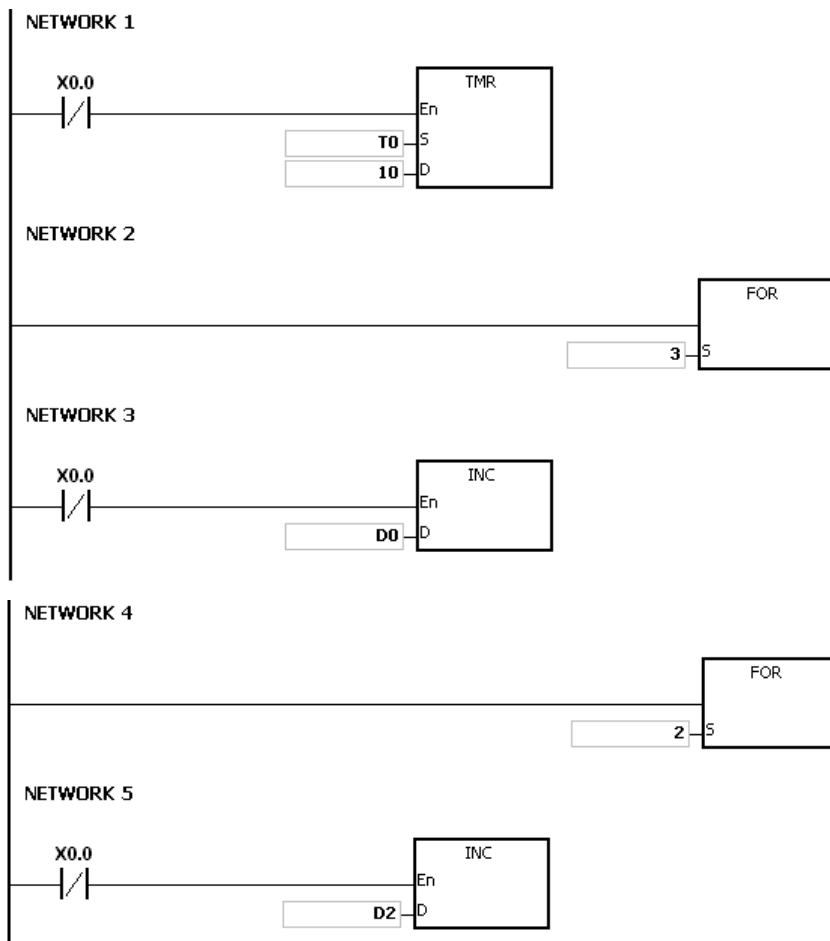 NETWORK 1
X0.0
TMR
En
T0 S
10 D
NETWORK 2
FOR
3 S
NETWORK 3
X0.0
INC
En
D0 D
NETWORK 4
FOR
2 S
NETWORK 5
X0.0
INC
En
D2 D